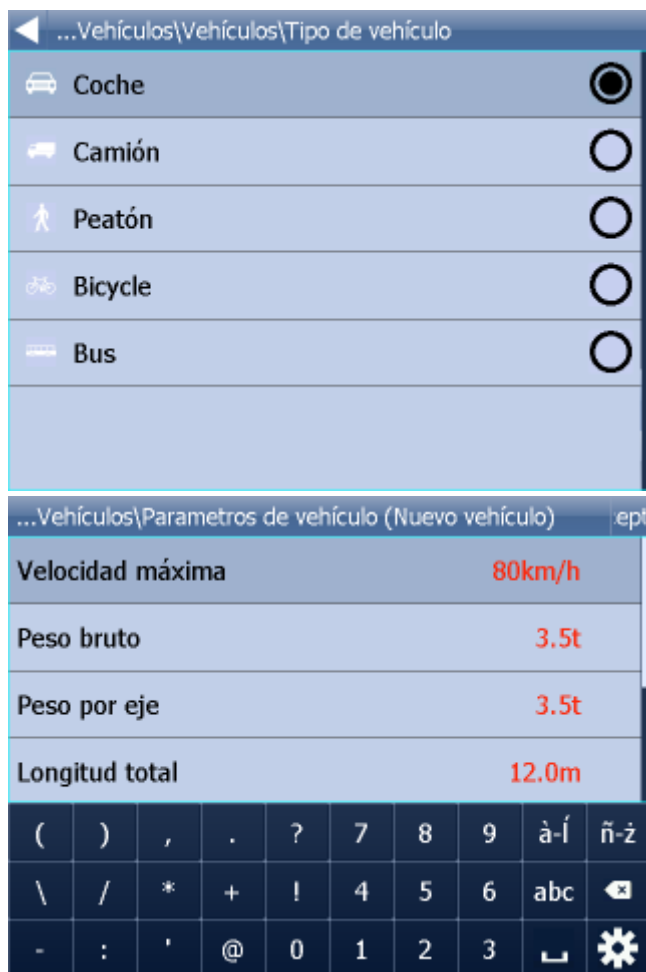 ...Vehículos\Vehículos\Tipo de vehículo
Coche
Camión
Peatón
Bicycle
Bus
...Vehículos\Parametros de vehículo (Nuevo vehículo) :ept
Velocidad máxima 80km/h
Peso bruto 3.5t
Peso por eje 3.5t
Longitud total 12.0m
( ) , . ? 7 8 9 à-Í ñ-ż
\ / * + ! 4 5 6 abc
- : ' @ 0 1 2 3